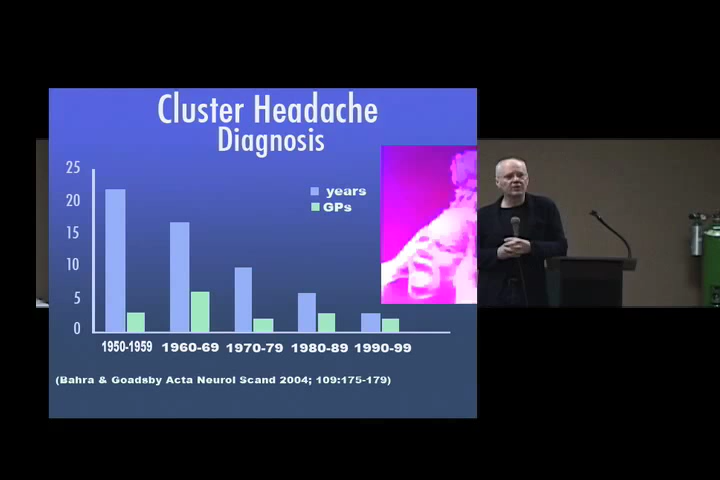 Cluster Headache
Diagnosis
25
20
15
10
5
0
years
GPs
1950-1959 1960-69 1970-79 1980-89 1990-99
(Bahra & Goadsby Acta Neurol Scand 2004; 109:175-179)